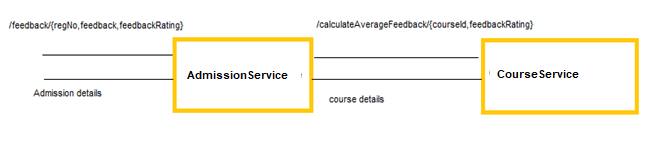 /feedback/{regNo,feedback,feedbackRating}
/calculateAverageFeedback/{courseId,feedbackRating}
AdmissionService
CourseService
Admission details
course details